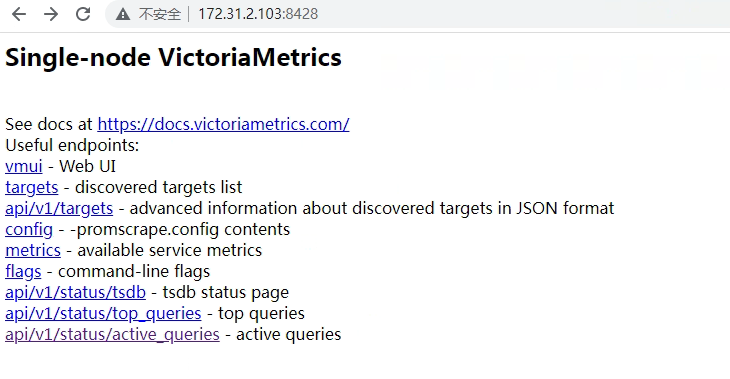 不安全 172.31.2.103:8428
Single-node VictoriaMetrics
See docs at https://docs.victoriametrics.com/
Useful endpoints:
vmui - Web UI
targets - discovered targets list
api/v1/targets - advanced information about discovered targets in JSON format
config - -promscrape.config contents
metrics - available service metrics
flags - command-line flags
api/v1/status/tsdb - tsdb status page
api/v1/status/top_queries - top queries
api/v1/status/active_queries - active queries